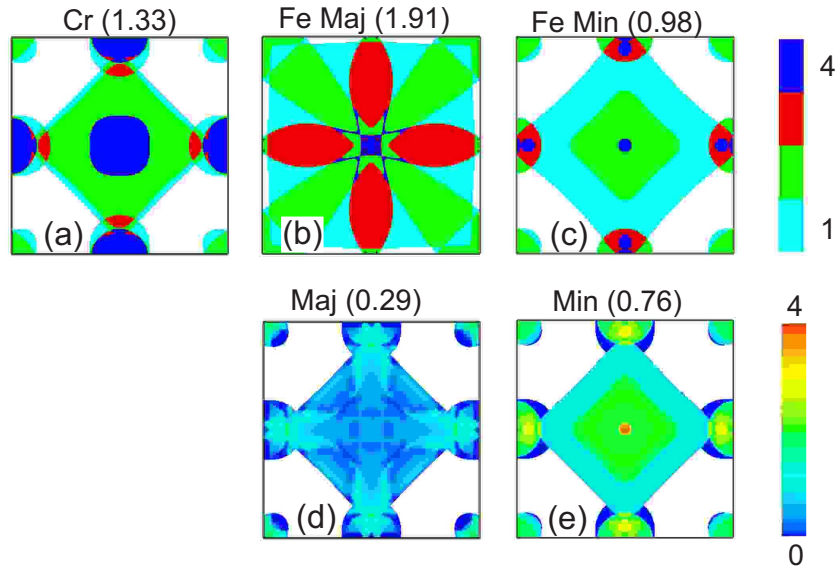 Cr (1.33) Fe Maj (1.91) Fe Min (0.98)
4
(a) (b) (c) 1
Maj (0.29) Min (0.76) 4
(d) (e)
0